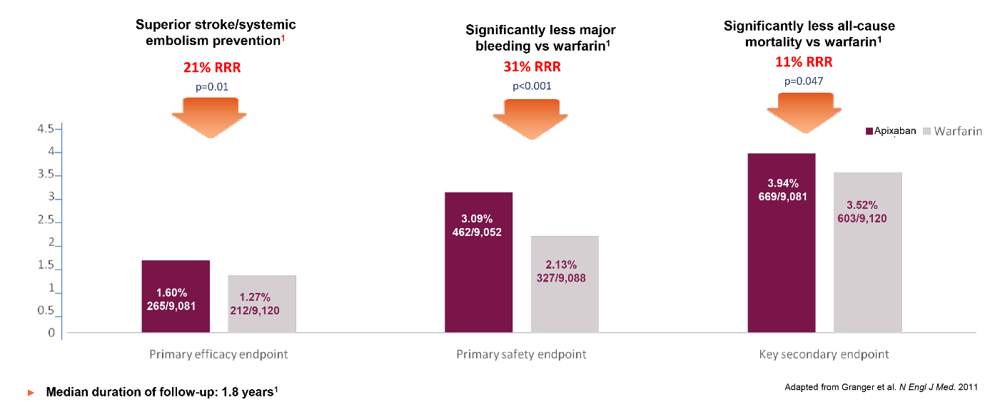 Superior stroke/systemic
embolism prevention¹
21% RRR
p=0.01
Significantly less major
bleeding vs warfarin¹
31% RRR
p<0.001
Significantly less all-cause
mortality vs warfarin¹
11% RRR
p=0.047
Apixaban
Warfarin
4.5
4
3.5
3
2.5
2
1.5
1
0.5
0
1.60%
265/9,081
1.27%
212/9,120
3.09%
462/9,052
2.13%
327/9,088
3.94%
669/9,081
3.52%
603/9,120
Primary efficacy endpoint
Primary safety endpoint
Key secondary endpoint
► Median duration of follow-up: 1.8 years¹
Adapted from Granger et al. N Engl J Med. 2011